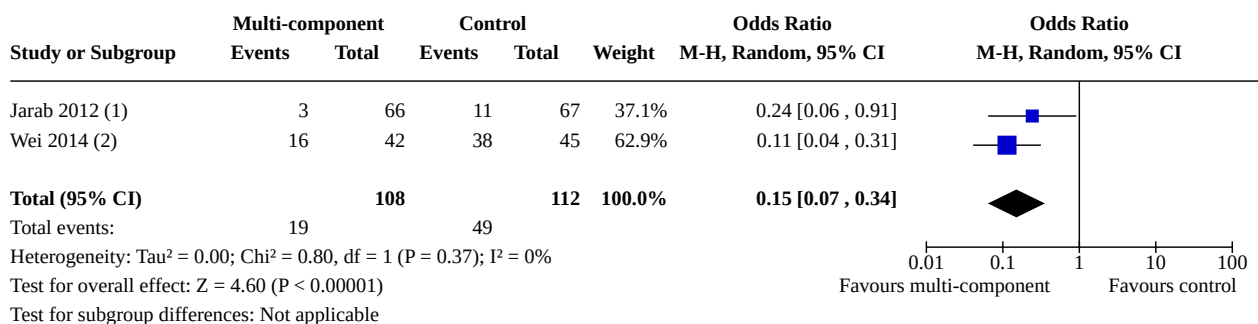 Multi-component Control Odds Ratio Odds Ratio
Study or Subgroup Events Total Events Total Weight M-H, Random, 95% CI M-H, Random, 95% CI
Jarab 2012 (1) 3 66 11 67 37.1% 0.24 [0.06 , 0.91]
Wei 2014 (2) 16 42 38 45 62.9% 0.11 [0.04 , 0.31]
Total (95% CI) 108 112 100.0% 0.15 [0.07 , 0.34]
Total events: 19 49
Heterogeneity: Tau² = 0.00; Chi² = 0.80, df = 1 (P = 0.37); I² = 0%
0.01 0.1 1 10 100
Test for overall effect: Z = 4.60 (P < 0.00001)
Favours multi-component Favours control
Test for subgroup differences: Not applicable